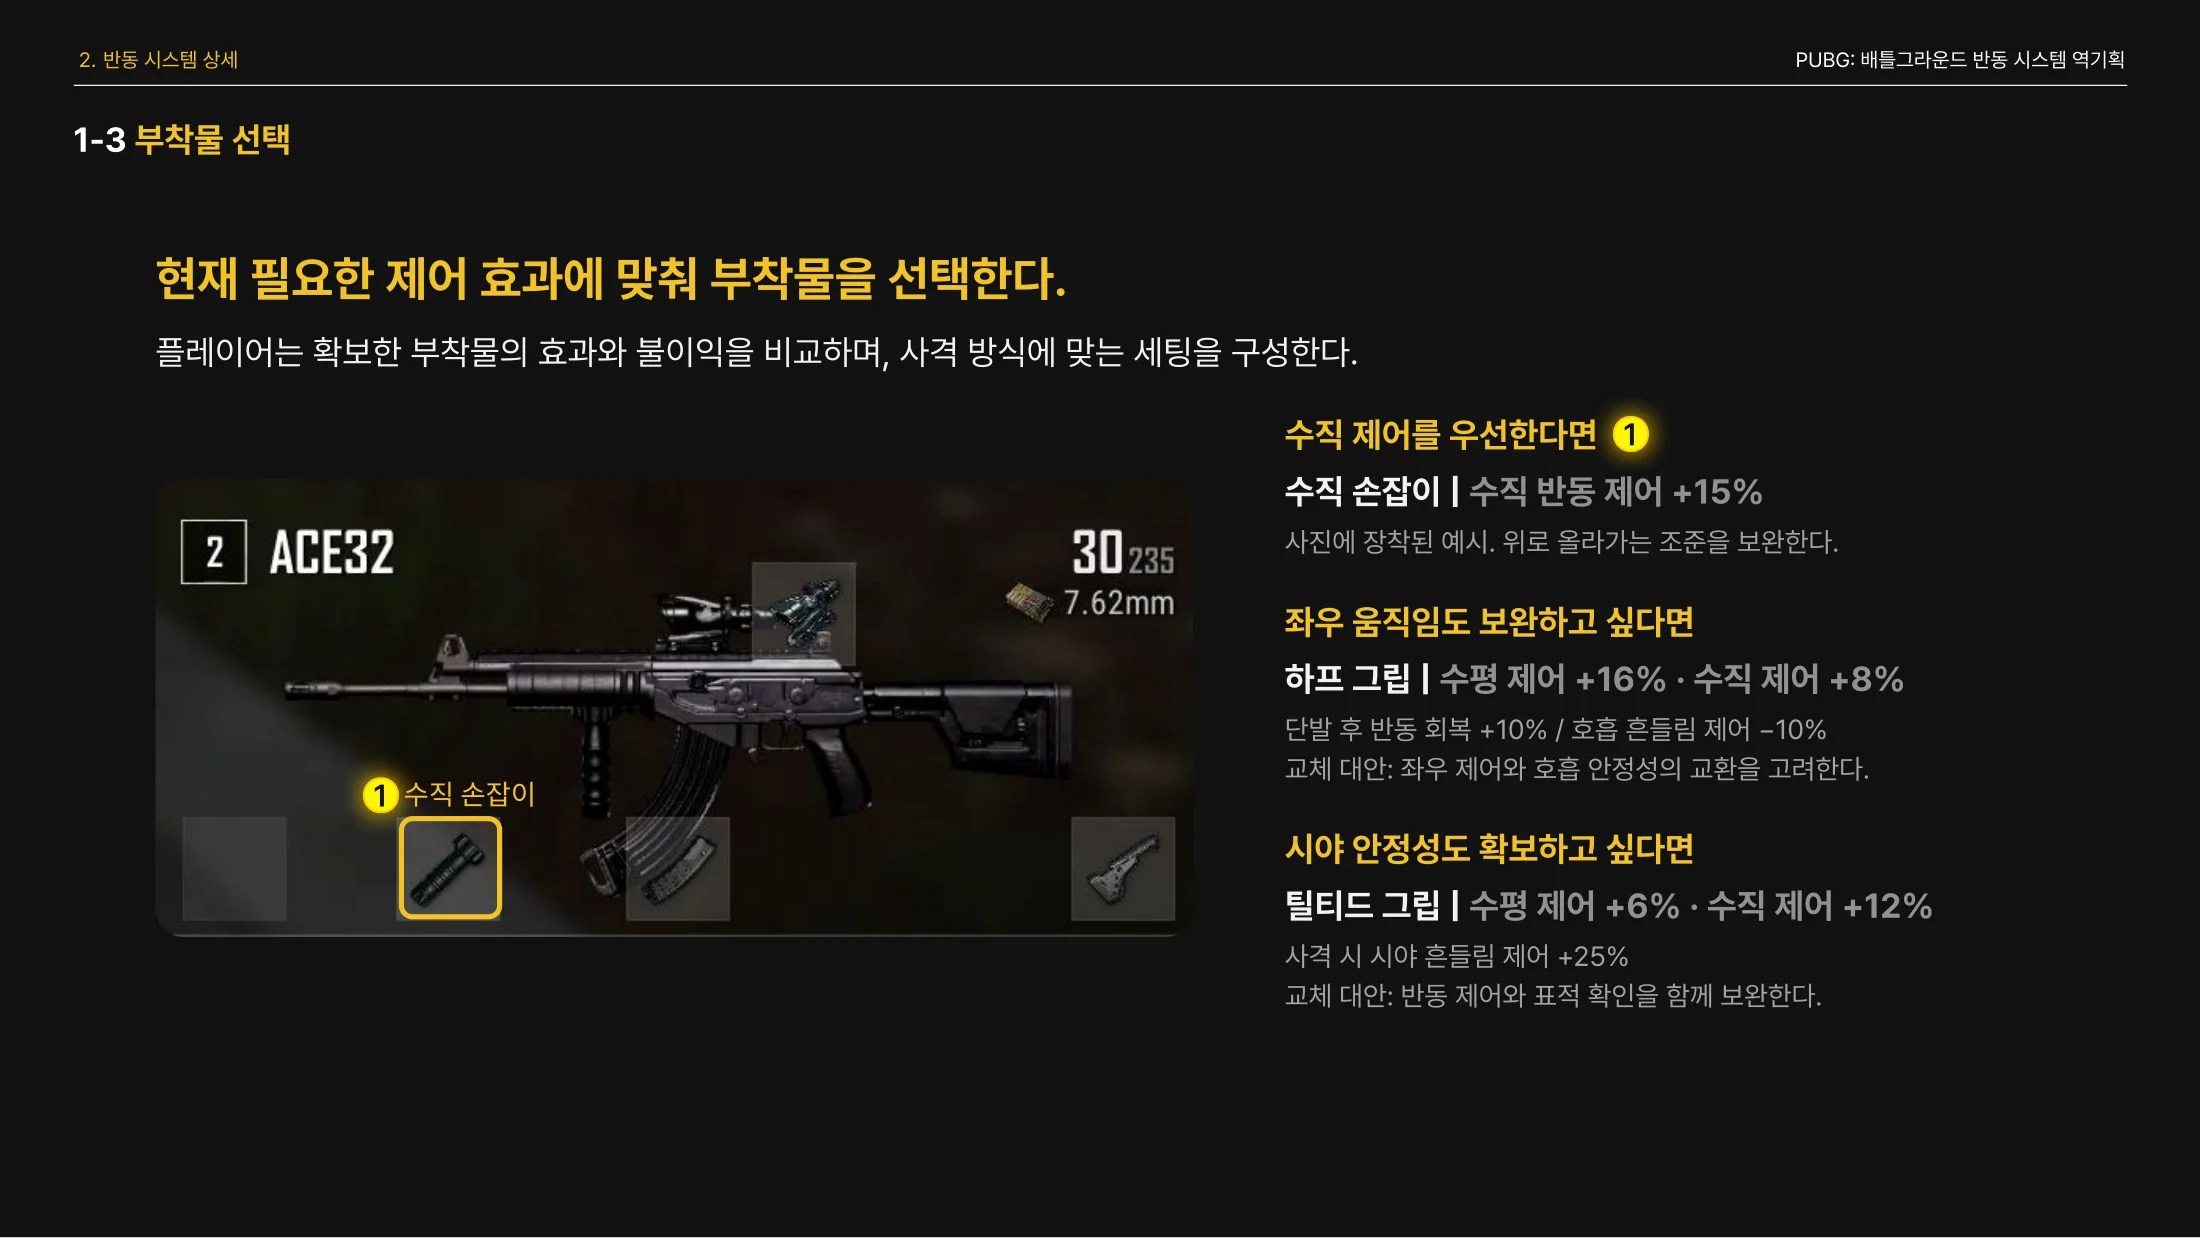 2. 반동 시스템 상세
PUBG: 배틀그라운드 반동 시스템 역기획
1-3 부착물 선택
현재 필요한 제어 효과에 맞춰 부착물을 선택한다.
플레이어는 확보한 부착물의 효과와 불이익을 비교하며, 사격 방식에 맞는 세팅을 구성한다.
2 ACE32
30 235
7.62mm
1 수직 손잡이
수직 제어를 우선한다면 1
수직 손잡이 | 수직 반동 제어 +15%
사진에 장착된 예시. 위로 올라가는 조준을 보완한다.
좌우 움직임도 보완하고 싶다면
하프 그립 | 수평 제어 +16% · 수직 제어 +8%
단발 후 반동 회복 +10% / 호흡 흔들림 제어 −10%
교체 대안: 좌우 제어와 호흡 안정성의 교환을 고려한다.
시야 안정성도 확보하고 싶다면
틸티드 그립 | 수평 제어 +6% · 수직 제어 +12%
사격 시 시야 흔들림 제어 +25%
교체 대안: 반동 제어와 표적 확인을 함께 보완한다.